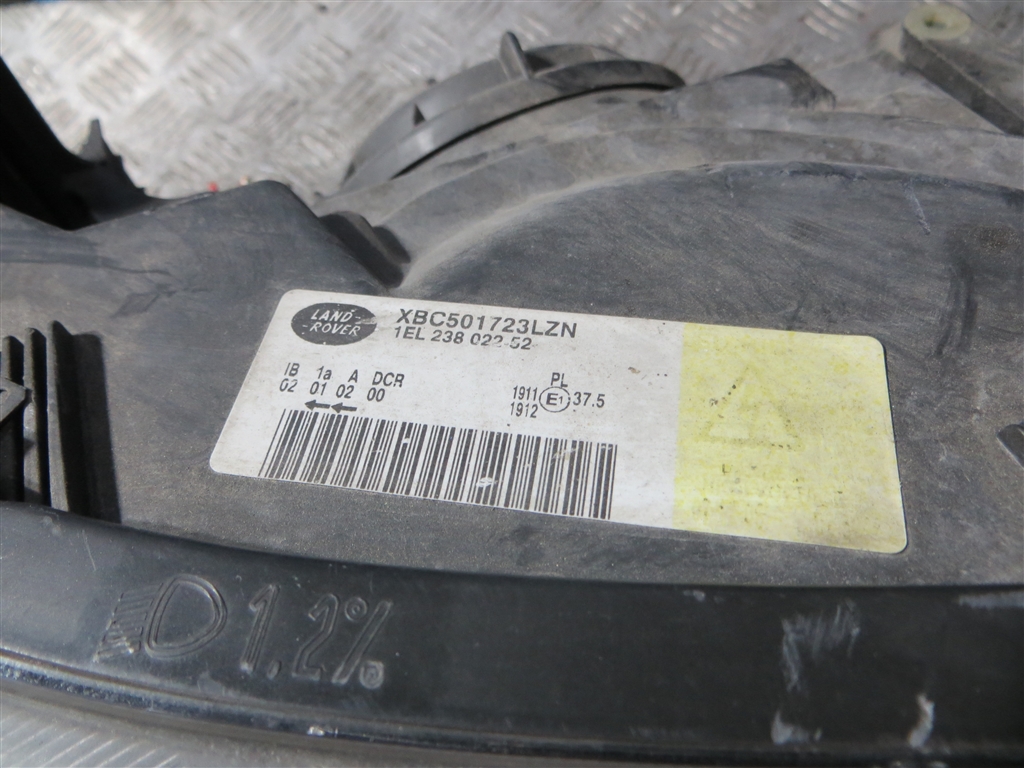 LAND-
ROVER
XBC501723LZN
1EL 238 022-52
IB 1a A DCR
02 01 02 00
PL
1911 E1 37.5
1912
1.2%